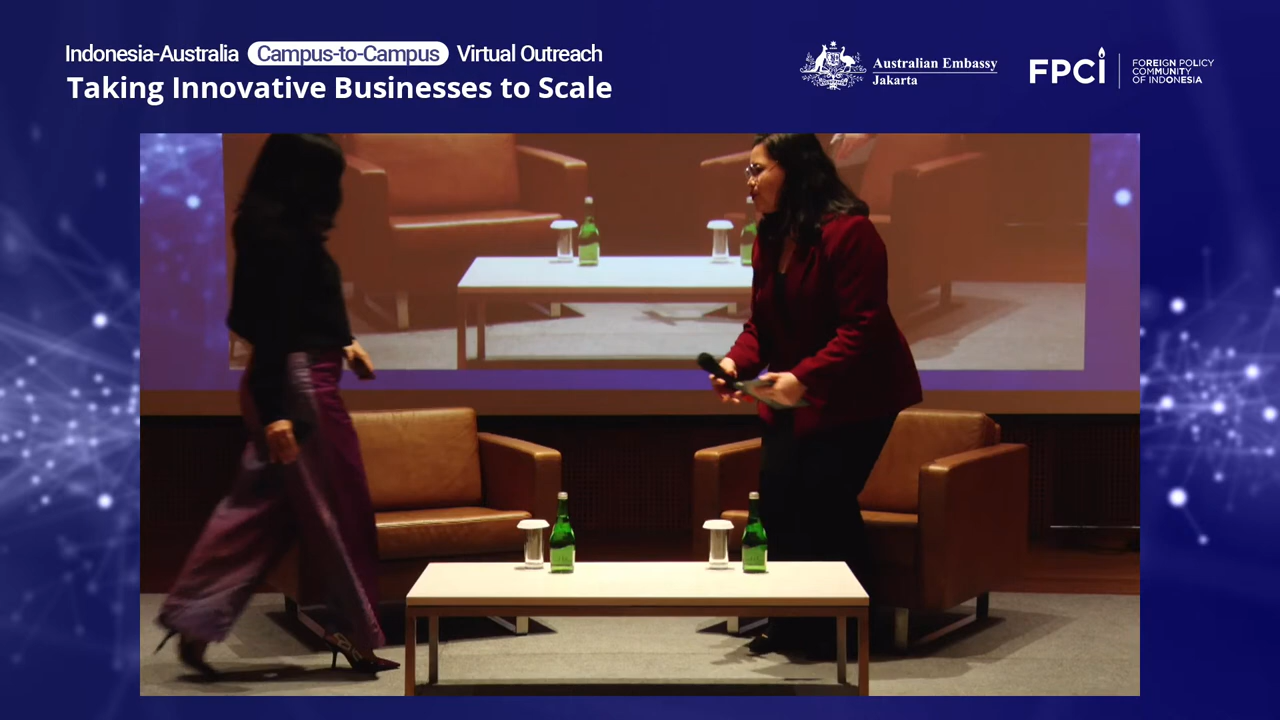 Indonesia-Australia Campus-to-Campus Virtual Outreach
Taking Innovative Businesses to Scale
Australian Embassy
Jakarta
FPCI
FOREIGN POLICY
COMMUNITY
OF INDONESIA